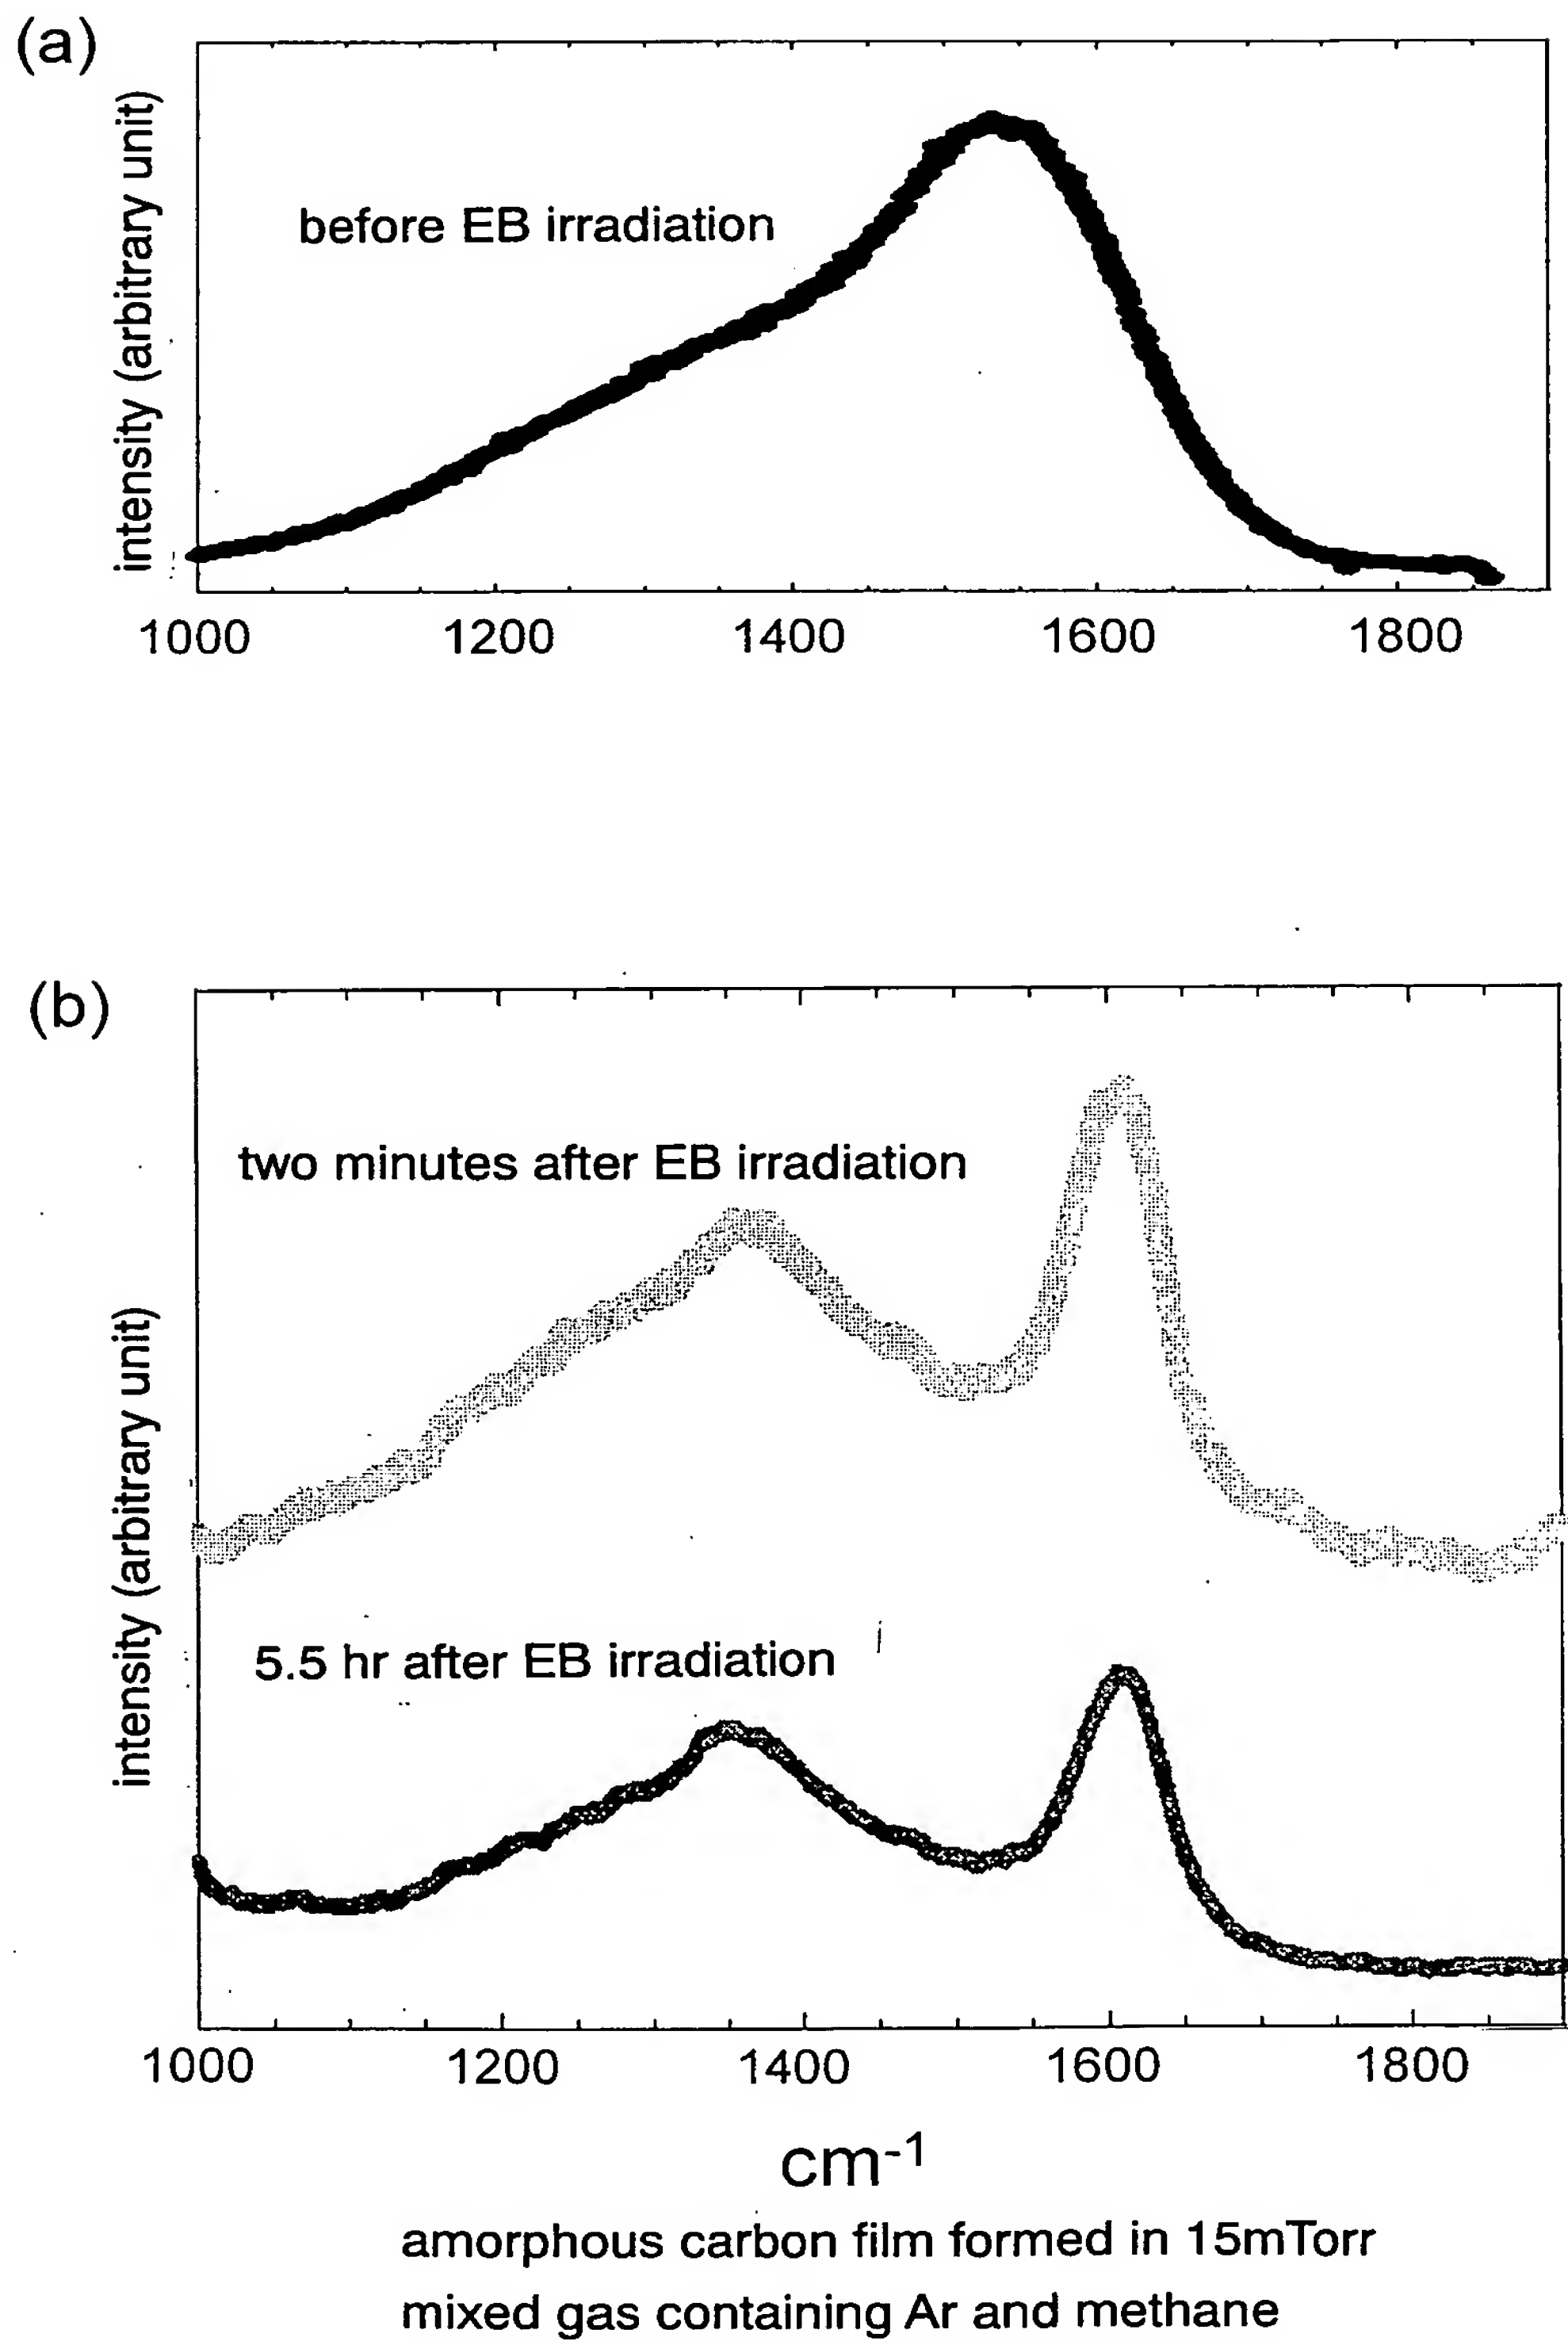 (a)
intensity (arbitrary unit)
before EB irradiation
1000 1200 1400 1600 1800
(b)
intensity (arbitrary unit)
two minutes after EB irradiation
5.5 hr after EB irradiation
1000 1200 1400 1600 1800
cm-1
amorphous carbon film formed in 15mTorr
mixed gas containing Ar and methane